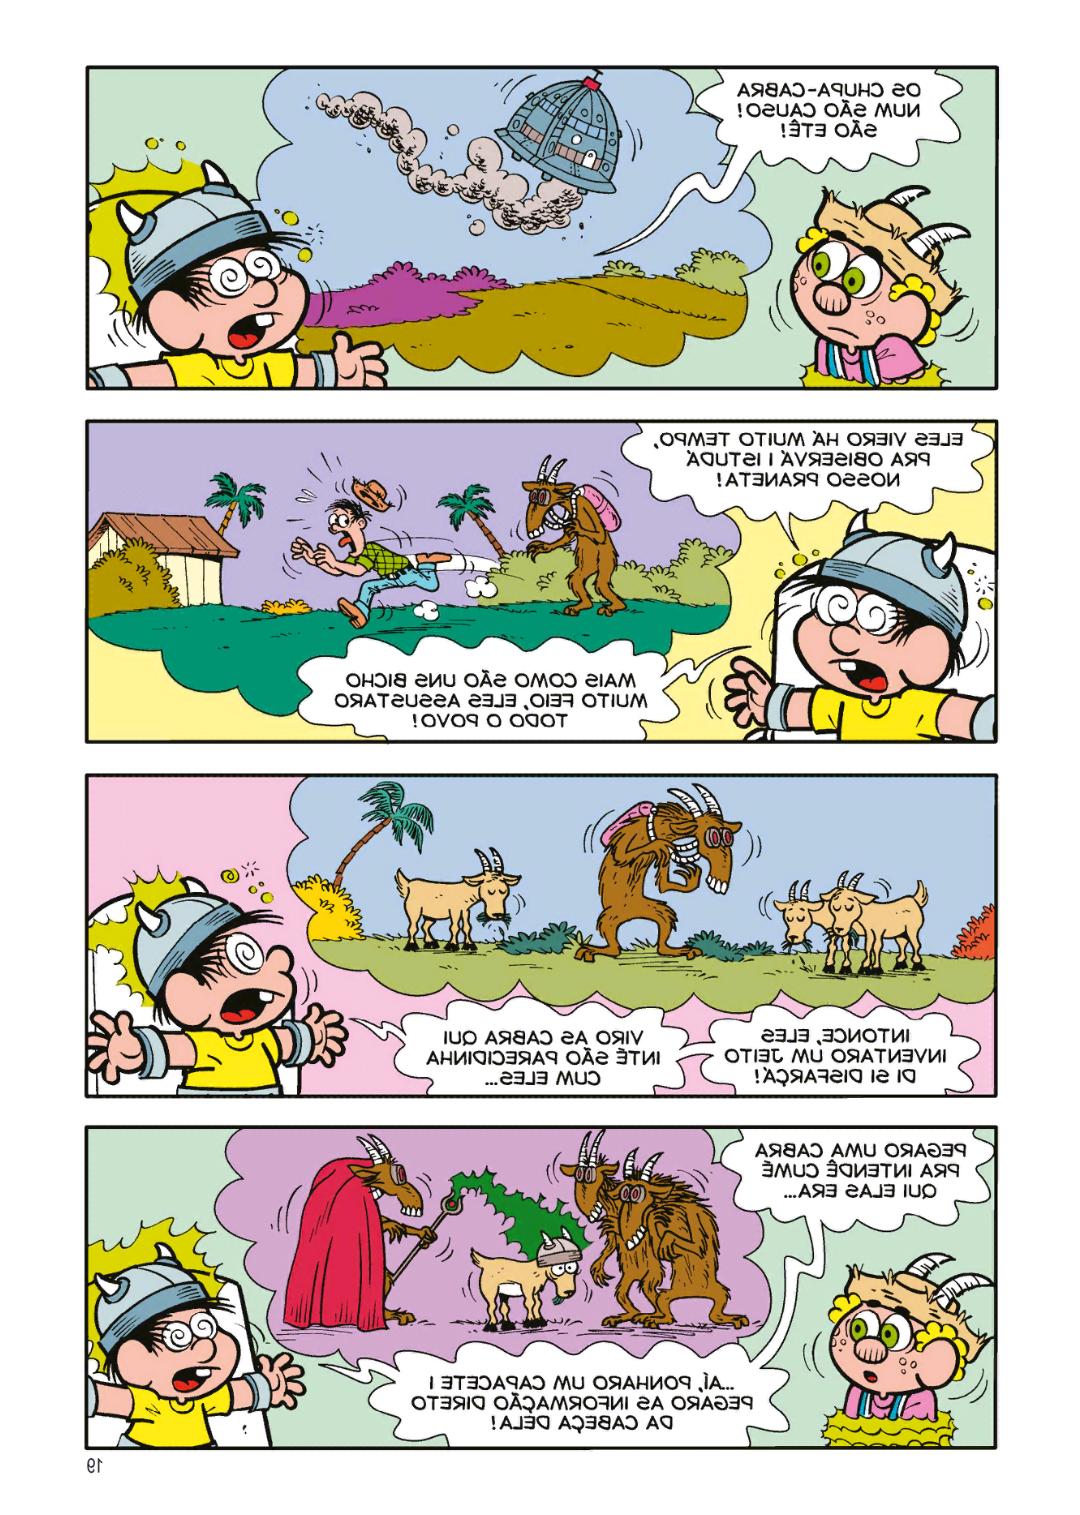 OS CHUPA-CABRA
NUM SÃO CAUSO!
SÃO ETÊ!
ELES VIERO HÁ MUITO TEMPO,
PRA OBISERVÁ I ISTUDÁ
NOSSO PRANETA!
MAIS COMO SÃO UNS BICHO
MUITO FEIO, ELES ASSUSTARO
TODO O POVO!
INTONCE, ELES
INVENTARO UM JEITO
DI SI DISFARÇÁ!
VIRO AS CABRA QUI
INTÉ SÃO PARECIDINHA
CUM ELES...
PEGARO UMA CABRA
PRA INTENDÊ CUMÉ
QUI ELAS ERA...
...AÍ, PONHARO UM CAPACETE I
PEGARO AS INFORMAÇÃO DIRETO
DA CABEÇA DELA!
19